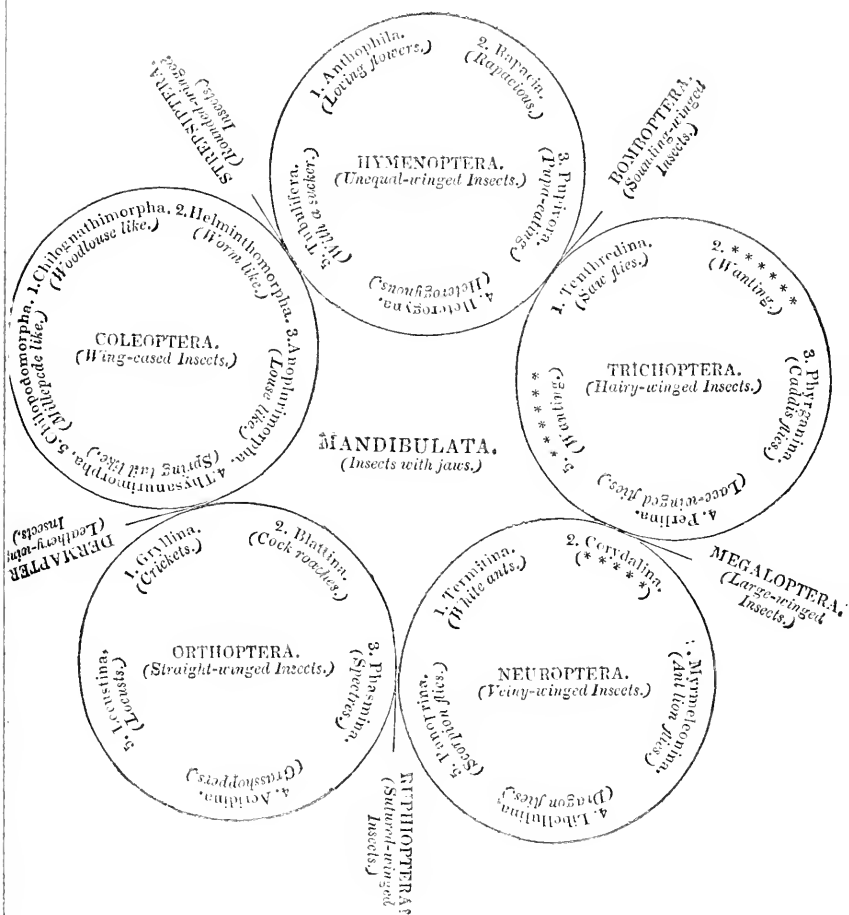 STREPSIPTERA.
(Rounded-winged
Insects.)
BOMBOPTERA.
(Sounding-winged
Insects.)
HYMENOPTERA.
(Unequal-winged Insects.)
1. Anthophila.
(Loving flowers.)
2. Rapacia.
(Rapacious.)
3. Pupivora.
(Pupa-eating.)
4. Heterogyna.
(Heterogynous.)
5. Tubulifera.
(With a sucker.)
COLEOPTERA.
(Wing-cased Insects.)
1. Chilognathimorpha.
(Woodlouse like.)
2. Helminthomorpha.
(Worm like.)
3. Anoplurimorpha.
(Louse like.)
4. Thysanurimorpha.
(Spring tail like.)
5. Chilopodomorpha.
(Millepede like.)
TRICHOPTERA.
(Hairy-winged Insects.)
1. Tenthredina.
(Saw flies.)
2. * * * * * *
(Wanting.)
3. Phryganina.
(Caddis flies.)
4. Perlina.
(Lace-winged flies.)
5. * * * * * *
(Wanting.)
MANDIBULATA.
(Insects with jaws.)
DERMAPTER
(Leathery-win
Insects.)
MEGALOPTERA.
(Large-winged
Insects.)
ORTHOPTERA.
(Straight-winged Insects.)
1. Gryllina.
(Crickets.)
2. Blattina.
(Cock roaches.)
3. Phasmina.
(Spectres.)
4. Acridina.
(Grasshoppers.)
5. Locustina.
(Locusts.)
NEUROPTERA.
(Veiny-winged Insects.)
1. Termitina.
(White ants.)
2. Corydalina.
(* * * * *)
Myrmeleonina.
(Ant lion flies.)
4. Libellulina.
(Dragon flies.)
5. Panorpina.
(Scorpion flies.)
(Sutured-winged
Insects.)